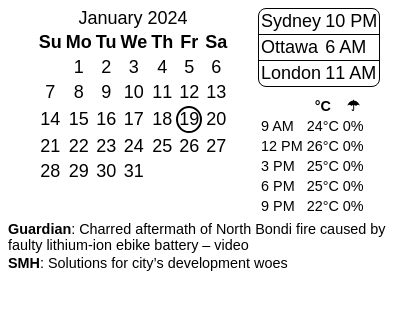 January 2024
Su Mo Tu We Th Fr Sa
1 2 3 4 5 6
7 8 9 10 11 12 13
14 15 16 17 18 19 20
21 22 23 24 25 26 27
28 29 30 31
Sydney 10 PM
Ottawa 6 AM
London 11 AM
°C ☂
9 AM 24°C 0%
12 PM 26°C 0%
3 PM 25°C 0%
6 PM 25°C 0%
9 PM 22°C 0%
Guardian: Charred aftermath of North Bondi fire caused by
faulty lithium-ion ebike battery – video
SMH: Solutions for city’s development woes